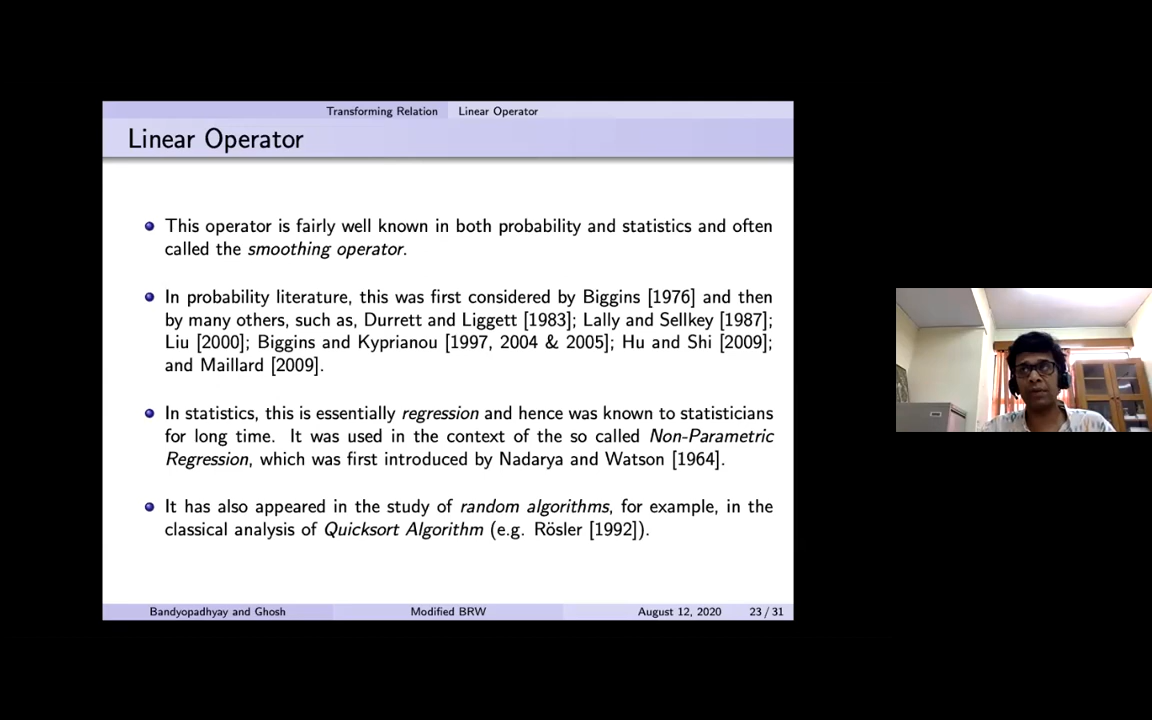 Transforming Relation Linear Operator
Linear Operator
This operator is fairly well known in both probability and statistics and often
called the smoothing operator.
In probability literature, this was first considered by Biggins [1976] and then
by many others, such as, Durrett and Liggett [1983]; Lally and Sellkey [1987];
Liu [2000]; Biggins and Kyprianou [1997, 2004 & 2005]; Hu and Shi [2009];
and Maillard [2009].
In statistics, this is essentially regression and hence was known to statisticians
for long time. It was used in the context of the so called Non-Parametric
Regression, which was first introduced by Nadarya and Watson [1964].
It has also appeared in the study of random algorithms, for example, in the
classical analysis of Quicksort Algorithm (e.g. Rösler [1992]).
Bandyopadhyay and Ghosh Modified BRW August 12, 2020 23 / 31